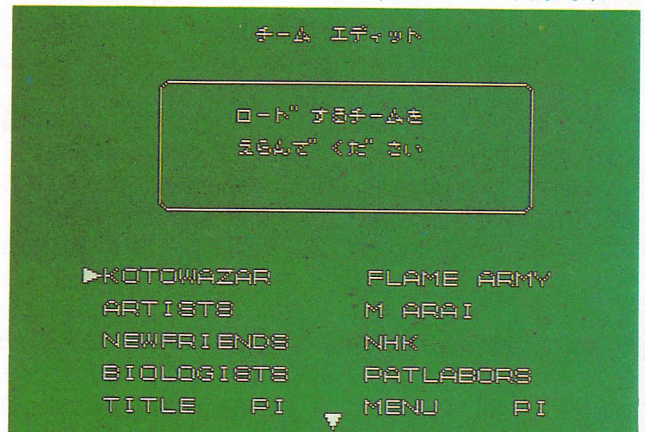 チーム エディット
ロード するチームを
えらんで ください
▶KOTOWAZAR FLAME ARMY
ARTISTS M ARAI
NEWFRIENDS NHK
BIOLOGISTS PATLABORS
TITLE PI MENU PI